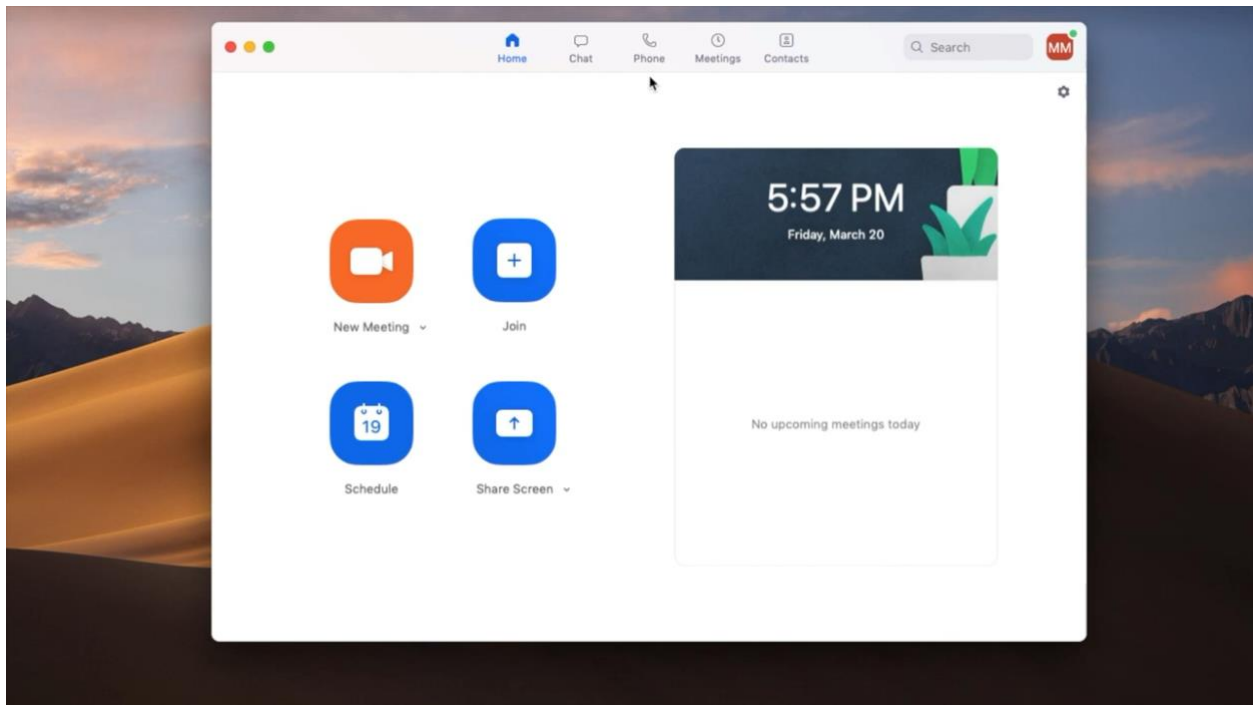 Home
Chat
Phone
Meetings
Contacts
Search
MM
5:57 PM
Friday, March 20
New Meeting
Join
19
Schedule
Share Screen
No upcoming meetings today